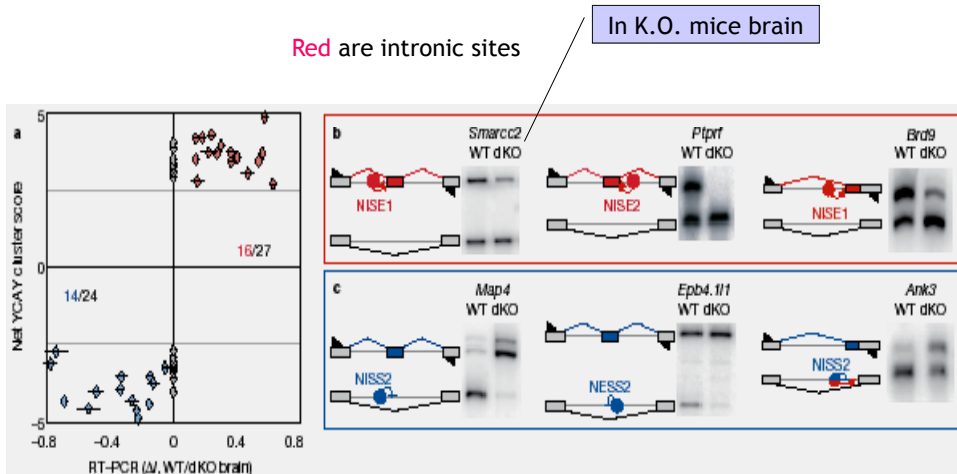 In K.O. mice brain
Red are intronic sites
a
5
0
−5
Net YCAY cluster score
16/27
14/24
−0.8 −0.4 0 0.4 0.8
RT–PCR (ΔI, WT/dKO brain)
b
Smarcc2
WT dKO
NISE1
Ptprf
WT dKO
NISE2
Brd9
WT dKO
NISE1
c
Map4
WT dKO
NISS2
Epb4.1l1
WT dKO
NESS2
Ank3
WT dKO
NISS2